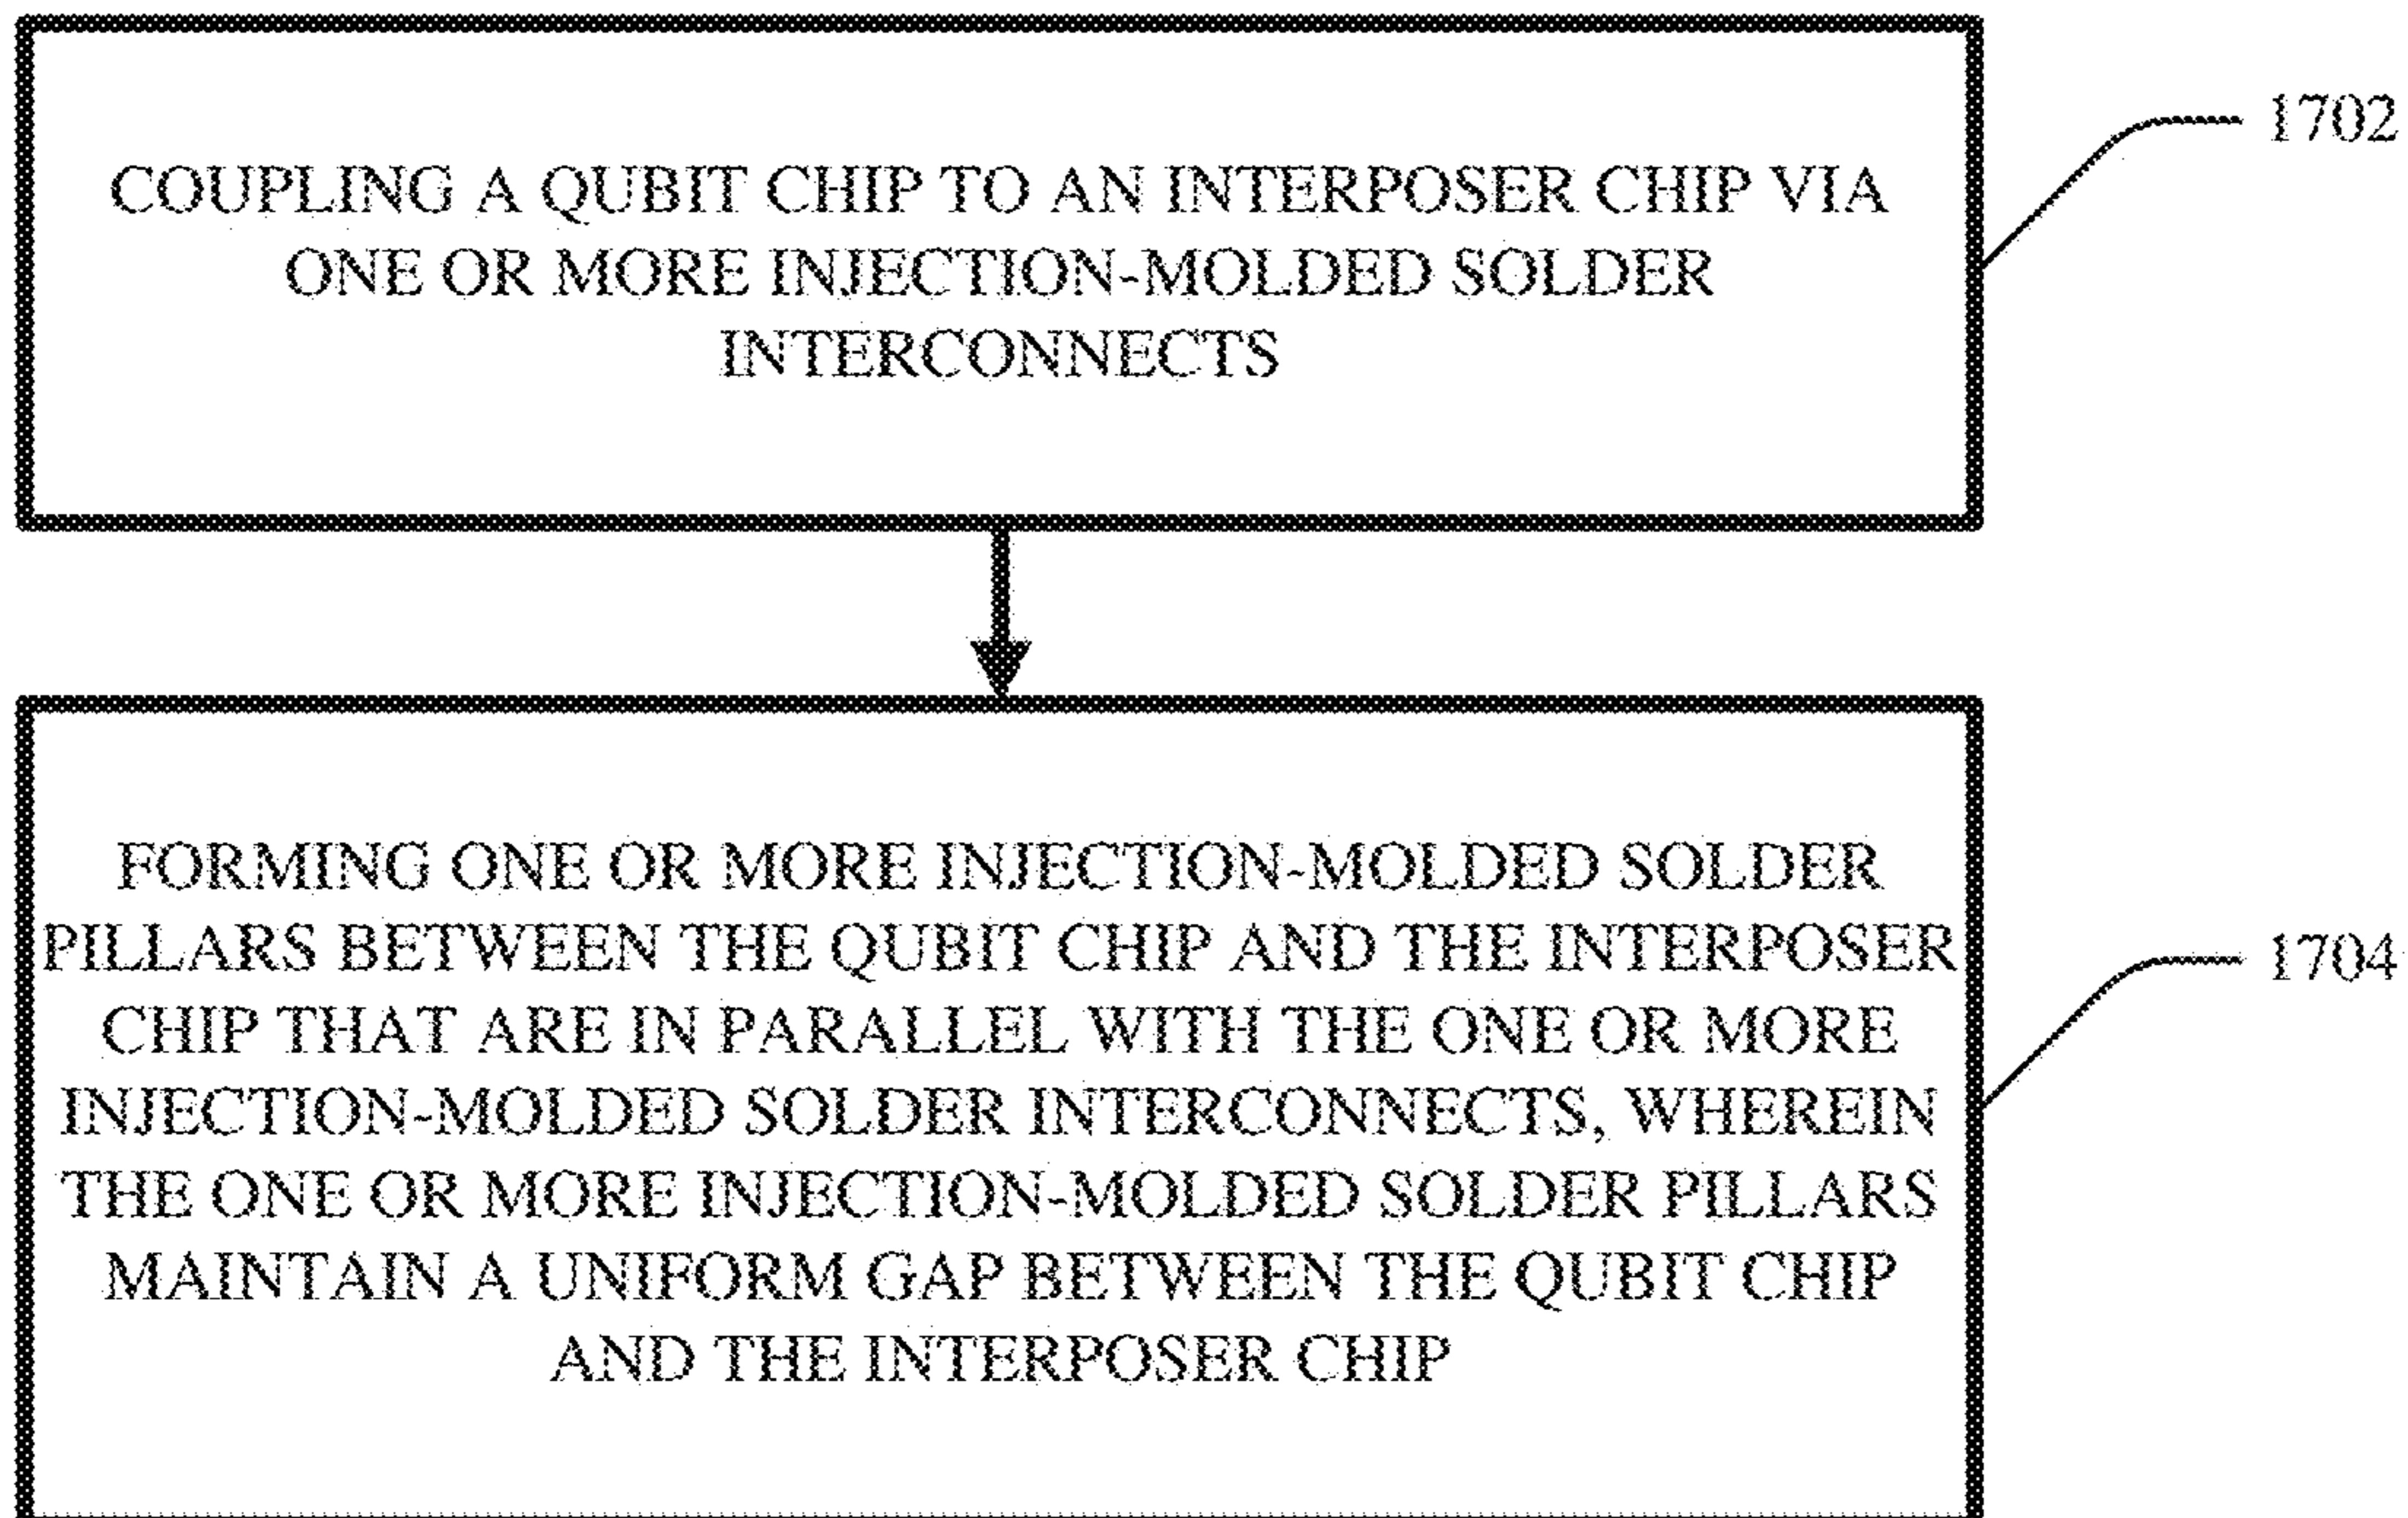 COUPLING A QUBIT CHIP TO AN INTERPOSER CHIP VIA
ONE OR MORE INJECTION-MOLDED SOLDER
INTERCONNECTS
1702
FORMING ONE OR MORE INJECTION-MOLDED SOLDER
PILLARS BETWEEN THE QUBIT CHIP AND THE INTERPOSER
CHIP THAT ARE IN PARALLEL WITH THE ONE OR MORE
INJECTION-MOLDED SOLDER INTERCONNECTS, WHEREIN
THE ONE OR MORE INJECTION-MOLDED SOLDER PILLARS
MAINTAIN A UNIFORM GAP BETWEEN THE QUBIT CHIP
AND THE INTERPOSER CHIP
1704